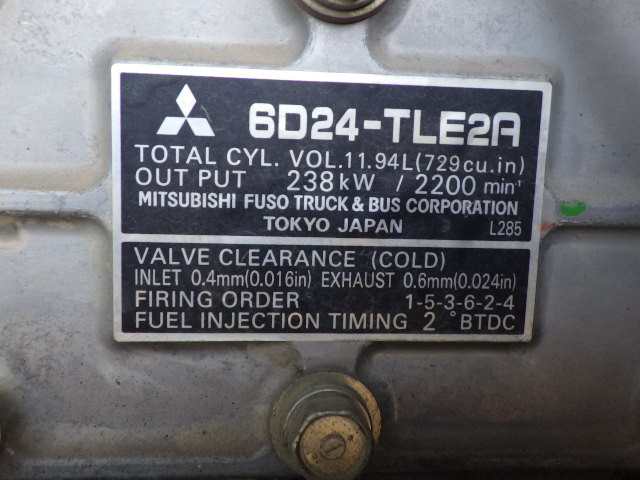 6D24-TLE2A
TOTAL CYL. VOL. 11.94L(729cu.in)
OUT PUT 238kW / 2200 min⁻¹
MITSUBISHI FUSO TRUCK & BUS CORPORATION
TOKYO JAPAN L285
VALVE CLEARANCE (COLD)
INLET 0.4mm(0.016in) EXHAUST 0.6mm(0.024in)
FIRING ORDER 1-5-3-6-2-4
FUEL INJECTION TIMING 2 °BTDC